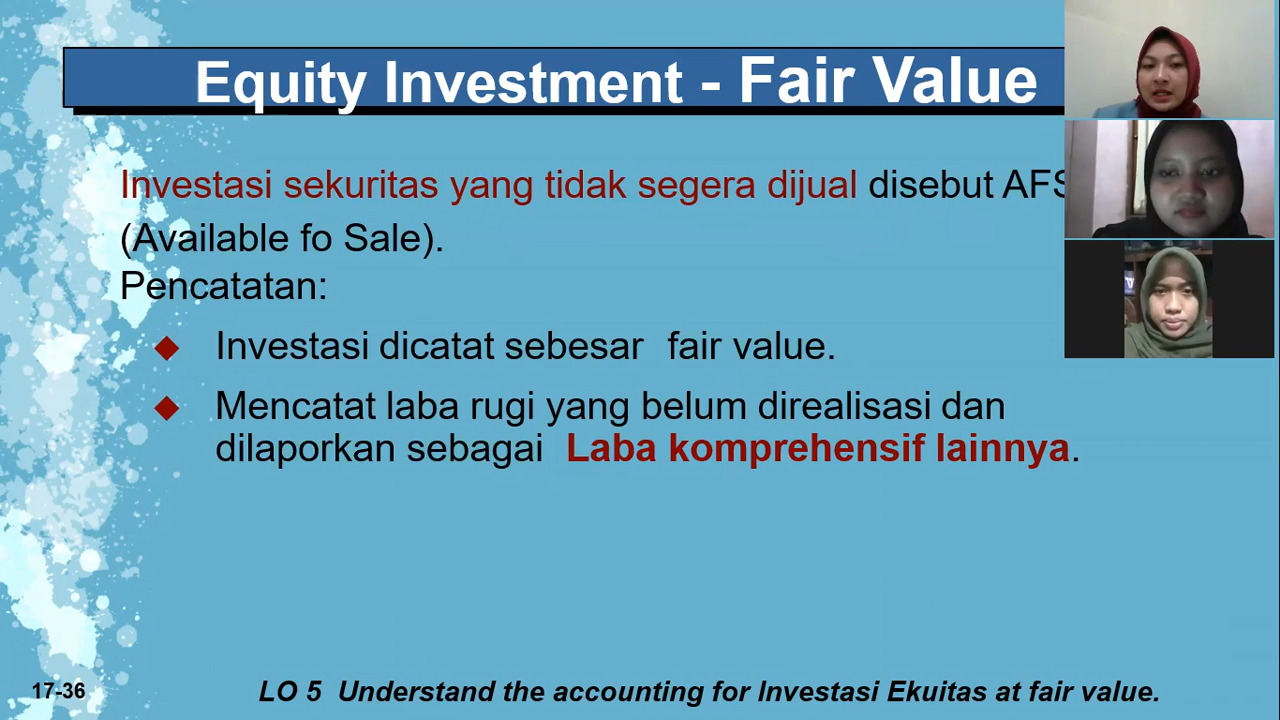 Equity Investment - Fair Value
Investasi sekuritas yang tidak segera dijual disebut AFS
(Available fo Sale).
Pencatatan:
Investasi dicatat sebesar fair value.
Mencatat laba rugi yang belum direalisasi dan
dilaporkan sebagai Laba komprehensif lainnya.
17-36
LO 5 Understand the accounting for Investasi Ekuitas at fair value.